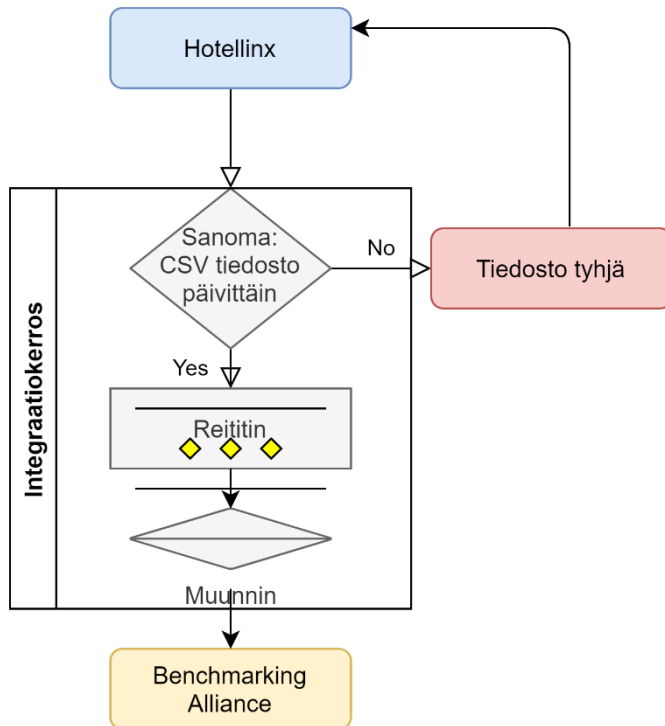 Hotellinx
Sanoma:
CSV tiedosto
päivittäin
No
Tiedosto tyhjä
Yes
Integraatiokerros
Reititin
Muunnin
Benchmarking
Alliance